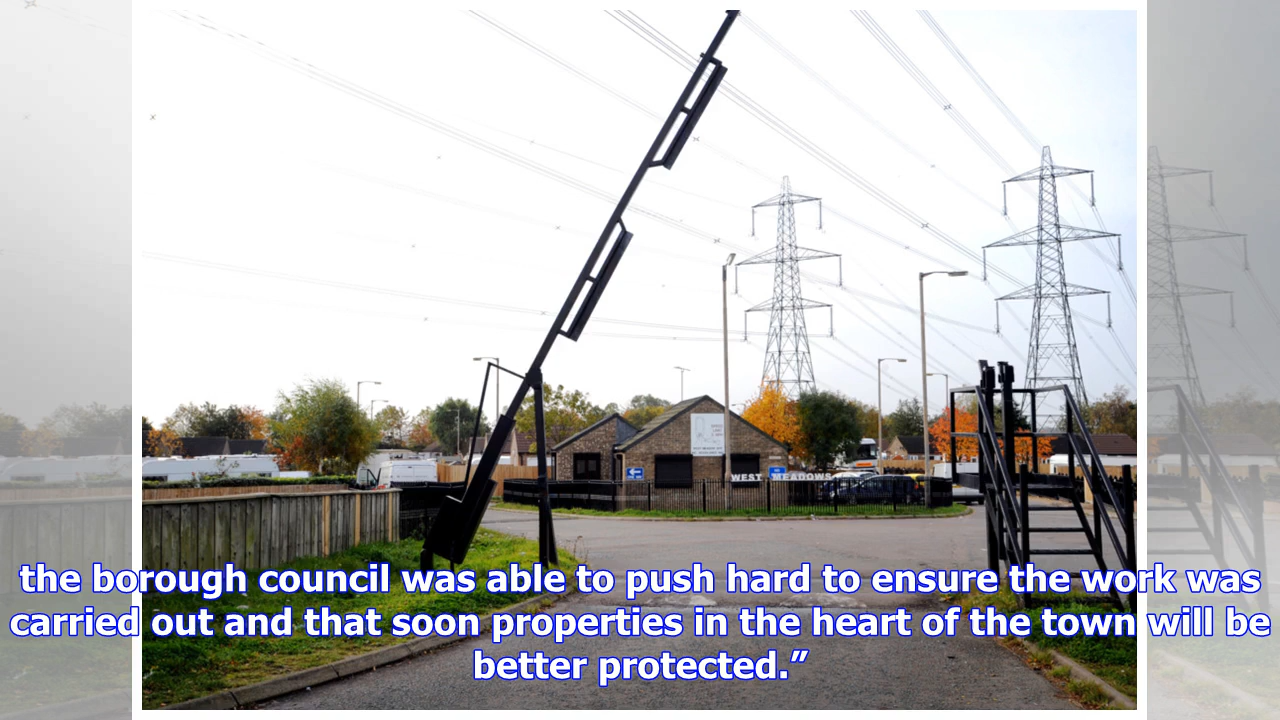 WEST MEADOWS
the borough council was able to push hard to ensure the work was
carried out and that soon properties in the heart of the town will be
better protected.”